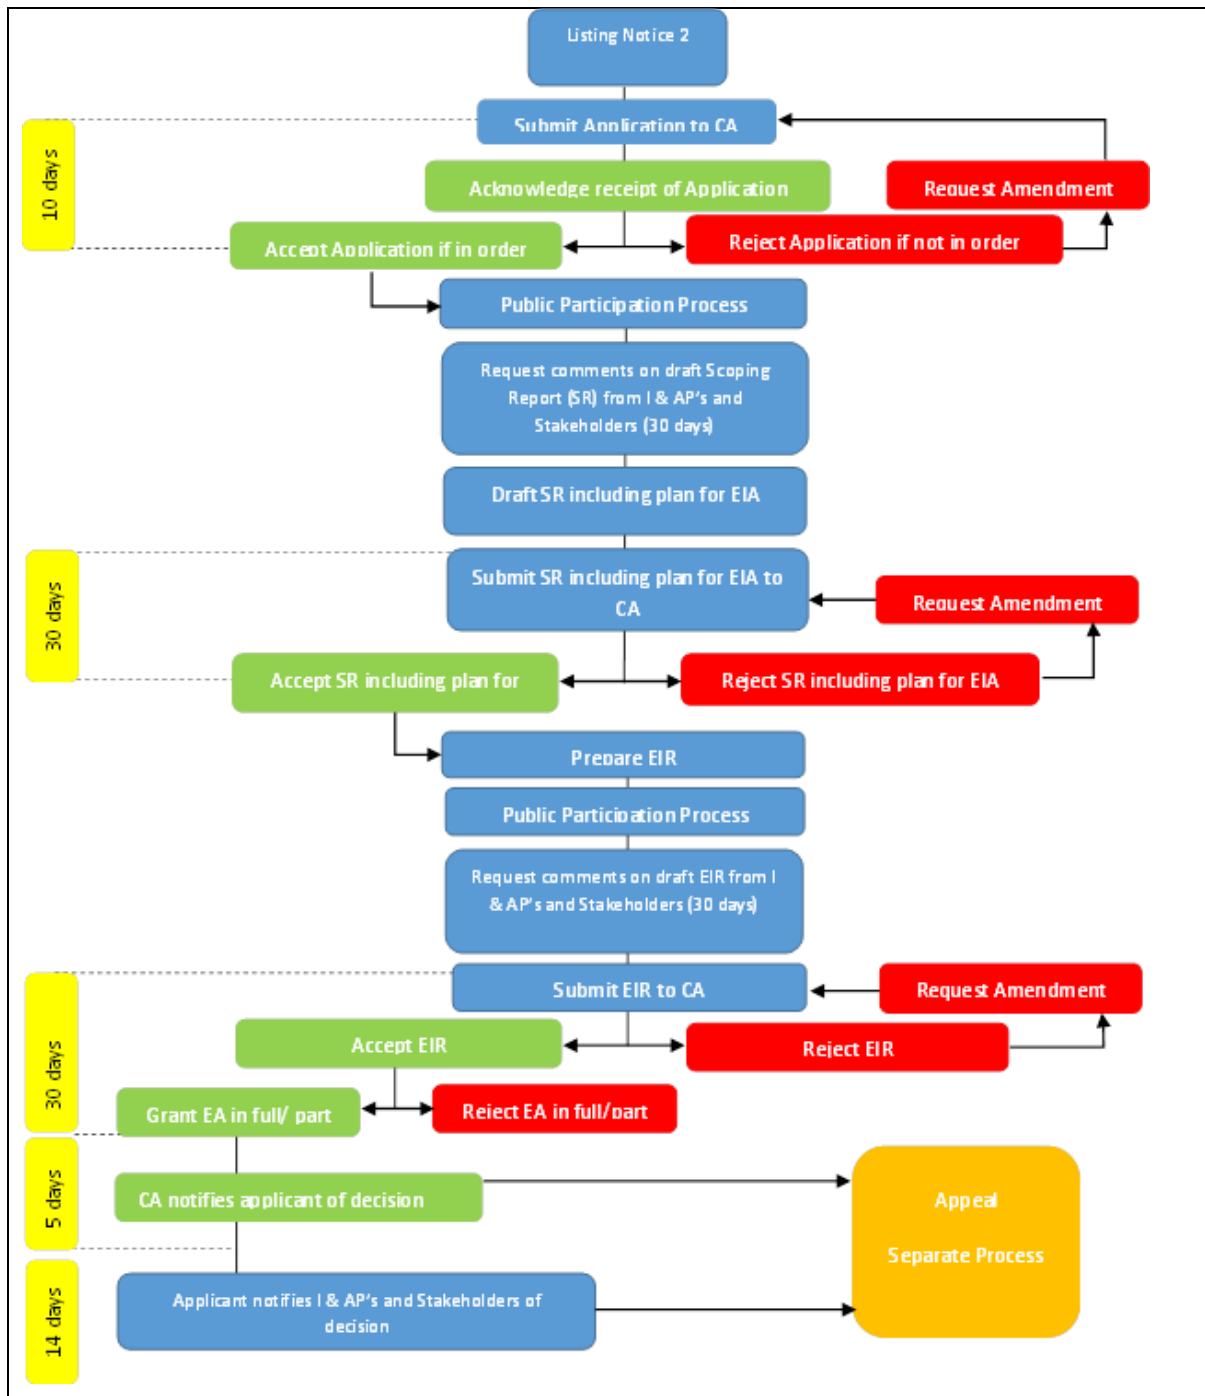 Listing Notice 2
Submit Application to CA
10 days
Acknowledge receipt of Application
Request Amendment
Accept Application if in order
Reject Application if not in order
Public Participation Process
Request comments on draft Scoping
Report (SR) from I & AP's and
Stakeholders (30 days)
Draft SR including plan for EIA
30 days
Submit SR including plan for EIA to
CA
Request Amendment
Accept SR including plan for
Reject SR including plan for EIA
Prepare EIR
Public Participation Process
Request comments on draft EIR from I
& AP's and Stakeholders (30 days)
30 days
Submit EIR to CA
Request Amendment
Accept EIR
Reject EIR
Grant EA in full/ part
Reject EA in full/part
5 days
CA notifies applicant of decision
Appeal
Separate Process
14 days
Applicant notifies I & AP's and Stakeholders of
decision